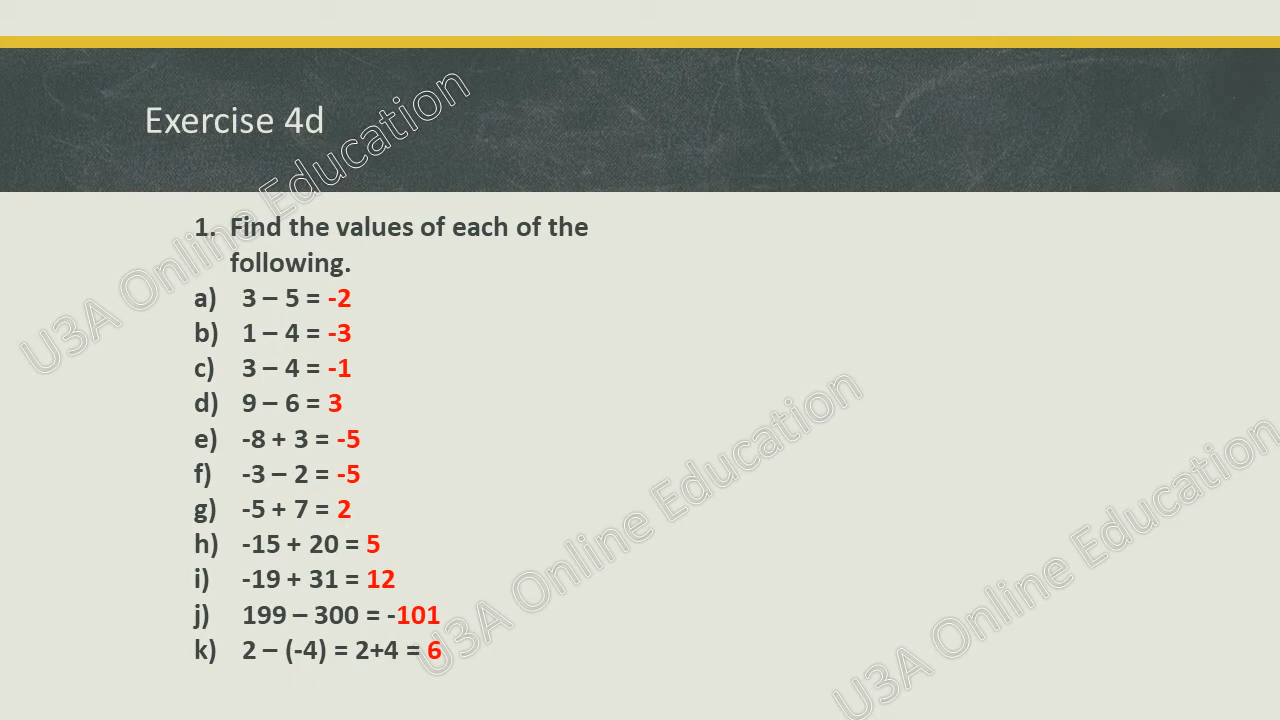 Exercise 4d
1. Find the values of each of the
following.
a) 3 – 5 = -2
b) 1 – 4 = -3
c) 3 – 4 = -1
d) 9 – 6 = 3
e) -8 + 3 = -5
f) -3 – 2 = -5
g) -5 + 7 = 2
h) -15 + 20 = 5
i) -19 + 31 = 12
j) 199 – 300 = -101
k) 2 – (-4) = 2+4 = 6
U3A Online Education
U3A Online Education
U3A Online Education